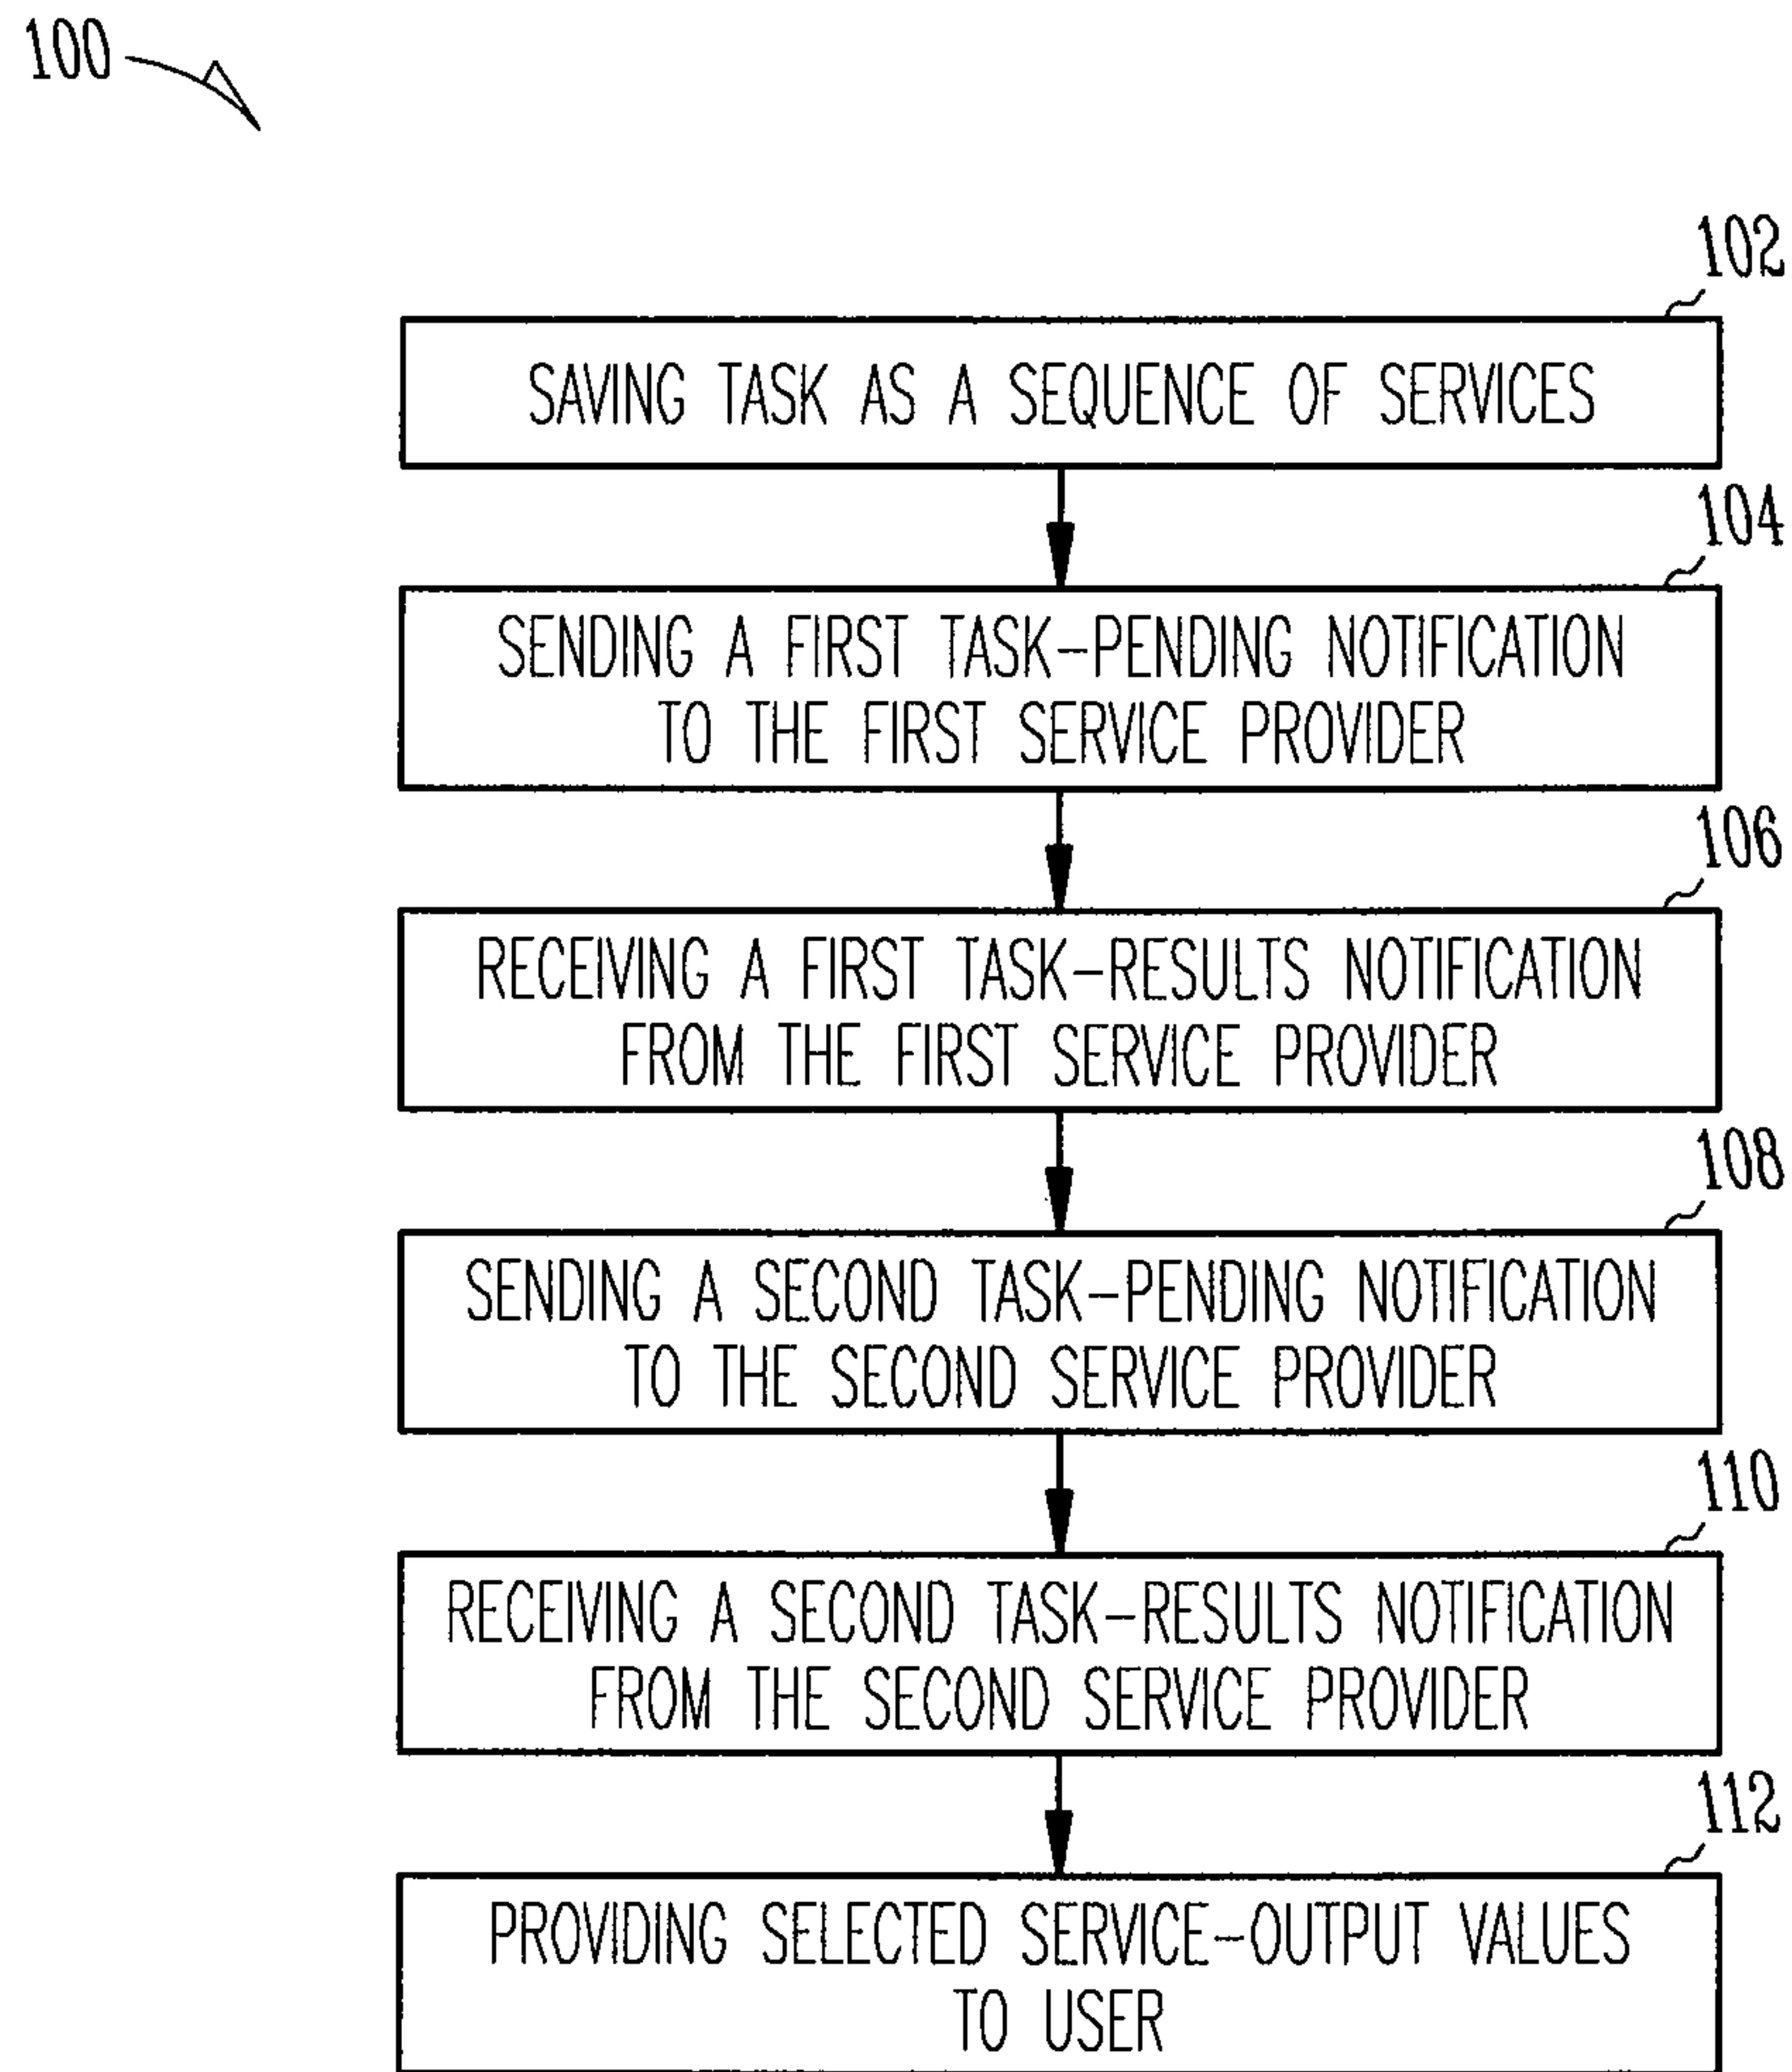 100
102
SAVING TASK AS A SEQUENCE OF SERVICES
104
SENDING A FIRST TASK-PENDING NOTIFICATION
TO THE FIRST SERVICE PROVIDER
106
RECEIVING A FIRST TASK-RESULTS NOTIFICATION
FROM THE FIRST SERVICE PROVIDER
108
SENDING A SECOND TASK-PENDING NOTIFICATION
TO THE SECOND SERVICE PROVIDER
110
RECEIVING A SECOND TASK-RESULTS NOTIFICATION
FROM THE SECOND SERVICE PROVIDER
112
PROVIDING SELECTED SERVICE-OUTPUT VALUES
TO USER